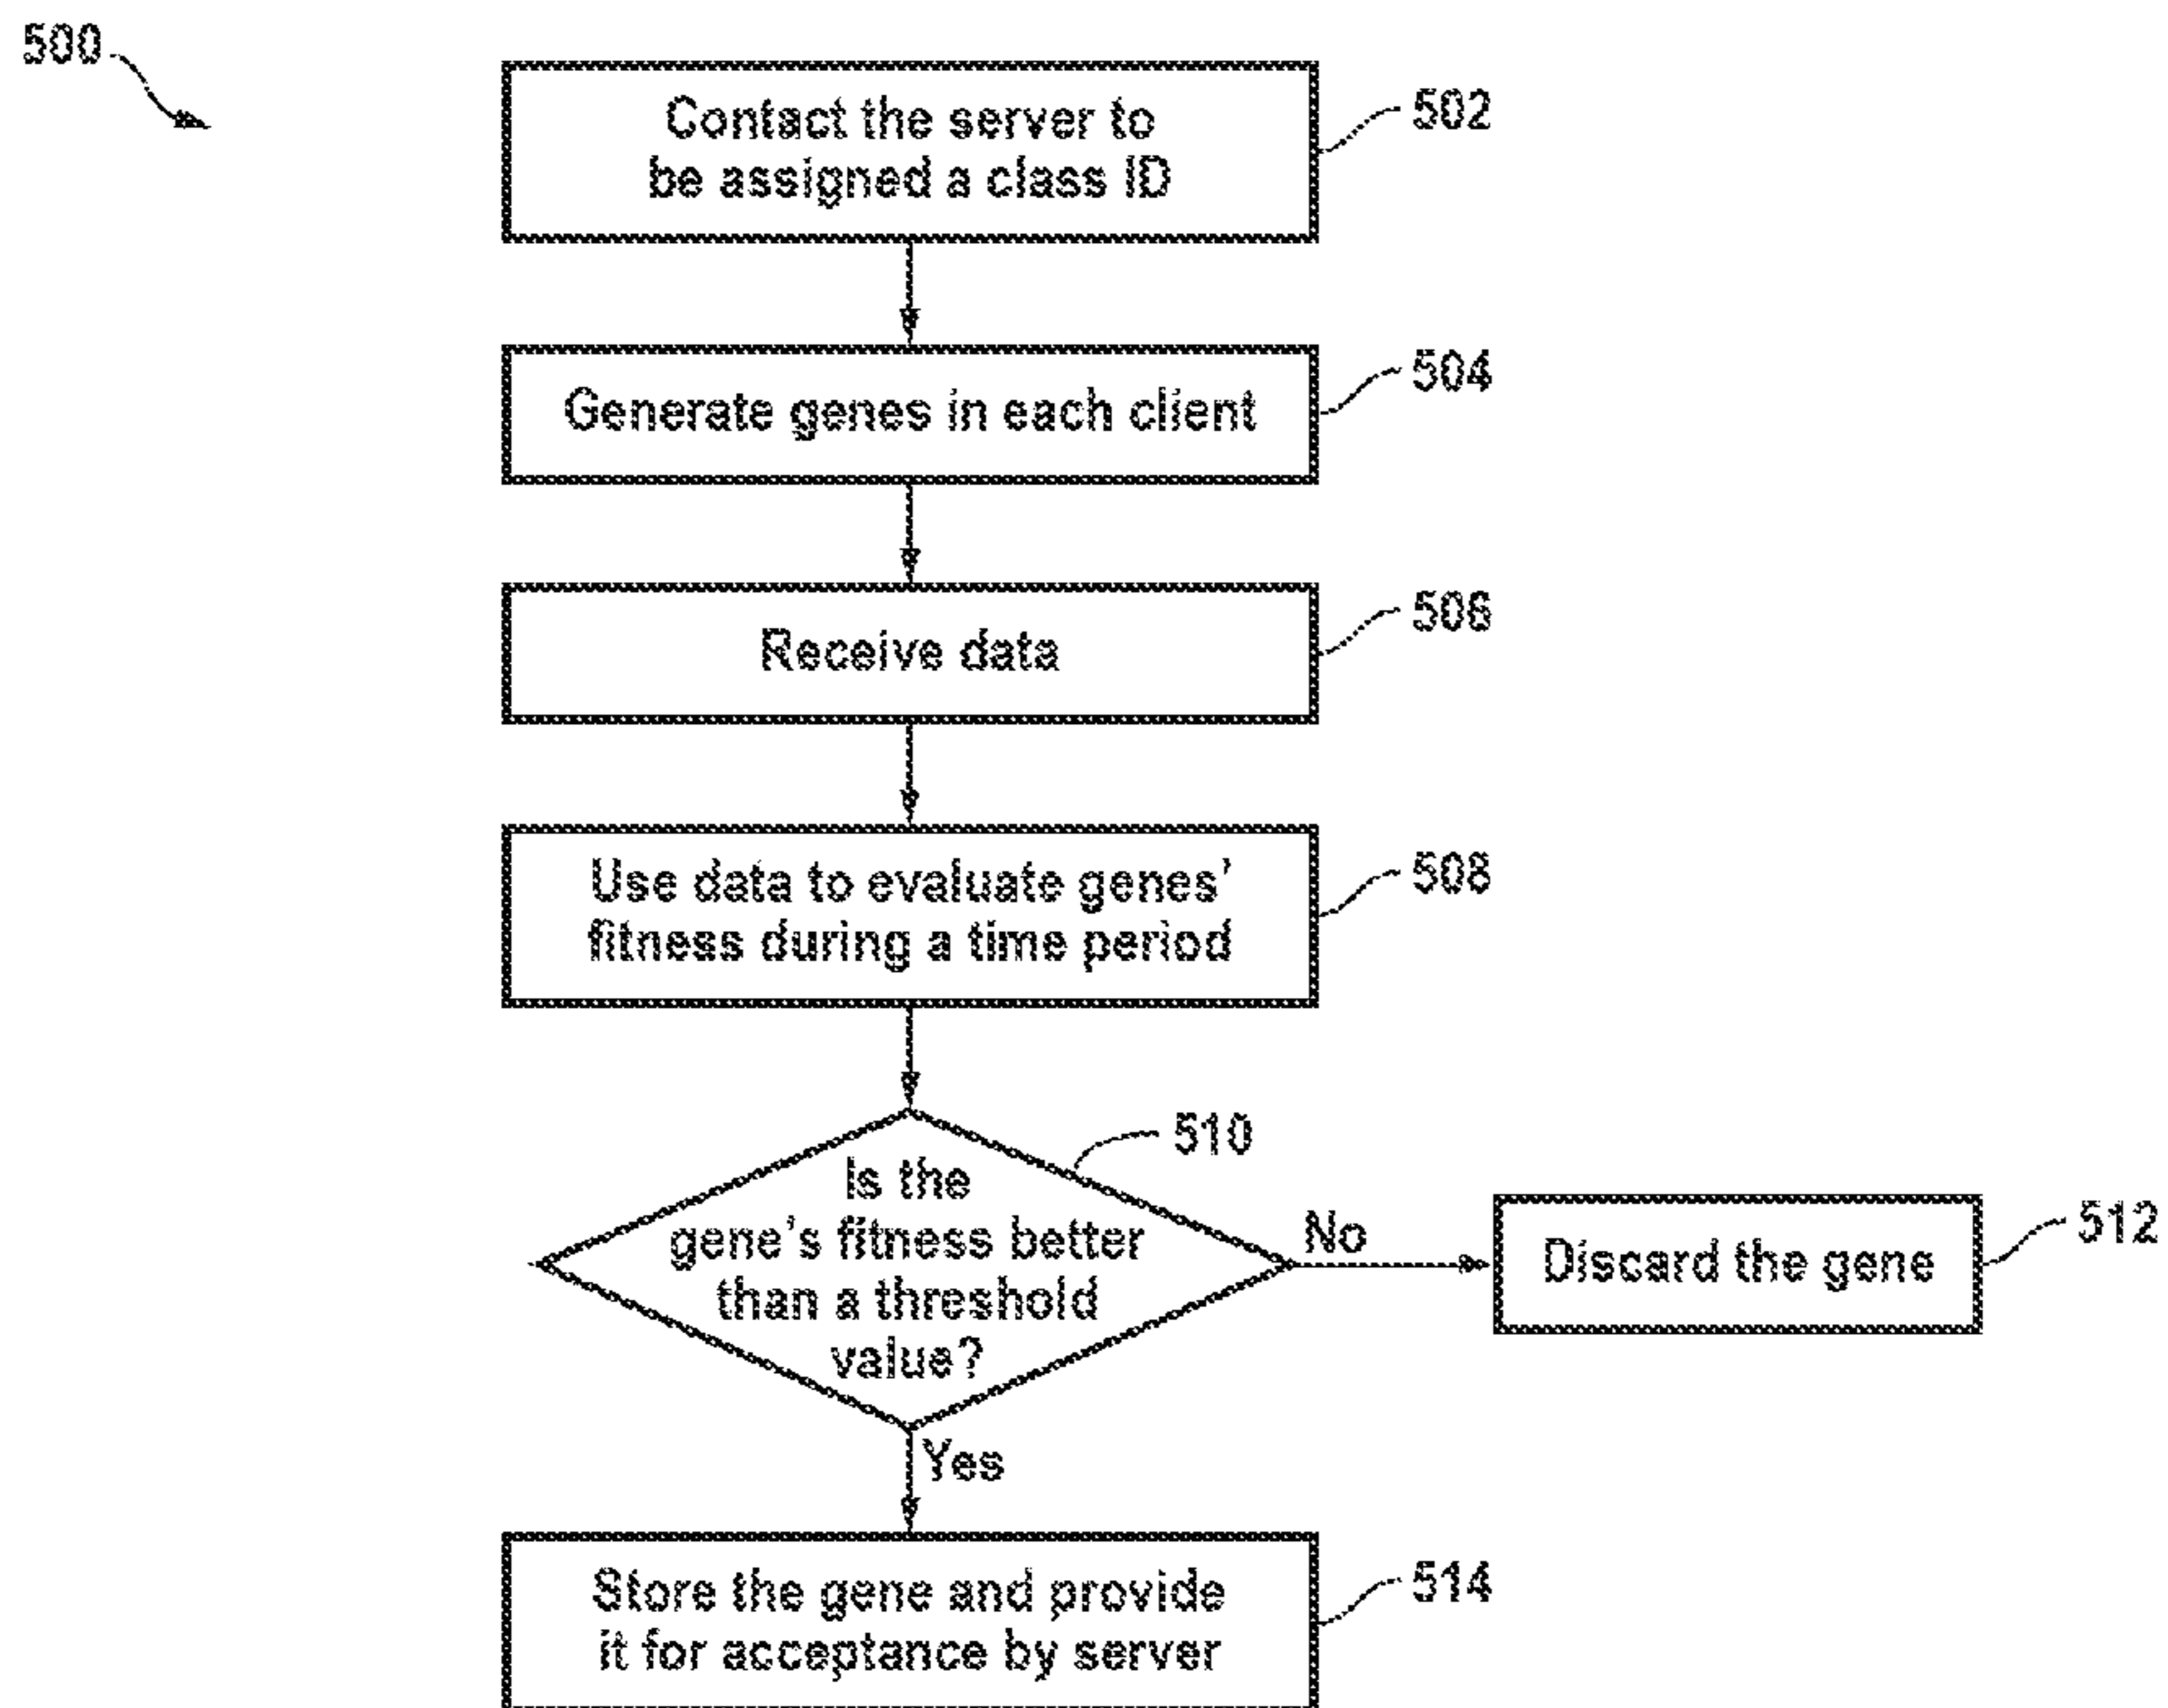 500
Contact the server to
be assigned a class ID
502
Generate genes in each client
504
Receive data
506
Use data to evaluate genes'
fitness during a time period
508
Is the
gene's fitness better
than a threshold
value?
510
No
Discard the gene
512
Yes
Store the gene and provide
it for acceptance by server
514